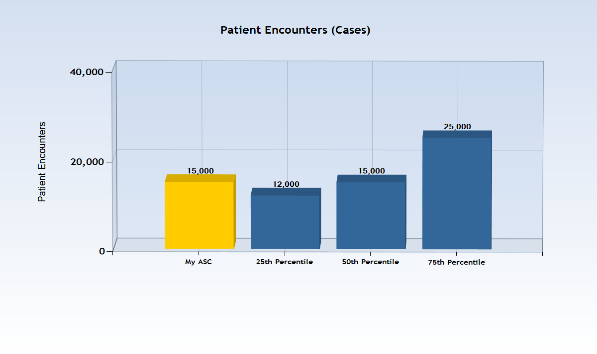 Patient Encounters (Cases)
Patient Encounters
40,000
20,000
0
15,000
12,000
15,000
25,000
My ASC
25th Percentile
50th Percentile
75th Percentile